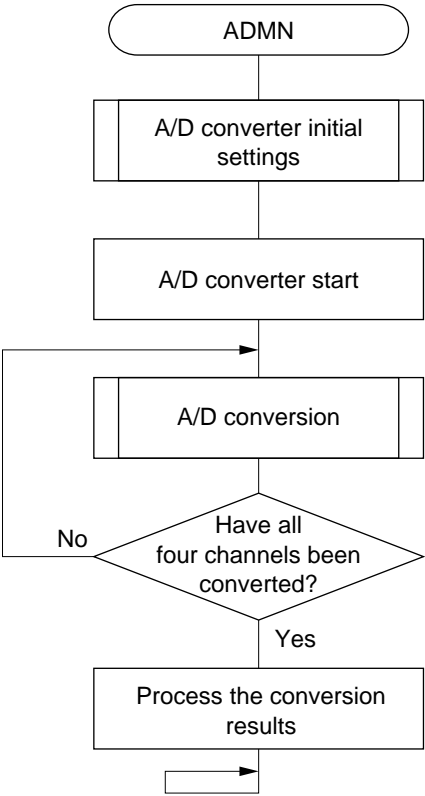 ADMN
A/D converter initial
settings
A/D converter start
A/D conversion
Have all
four channels been
converted?
No
Yes
Process the conversion
results